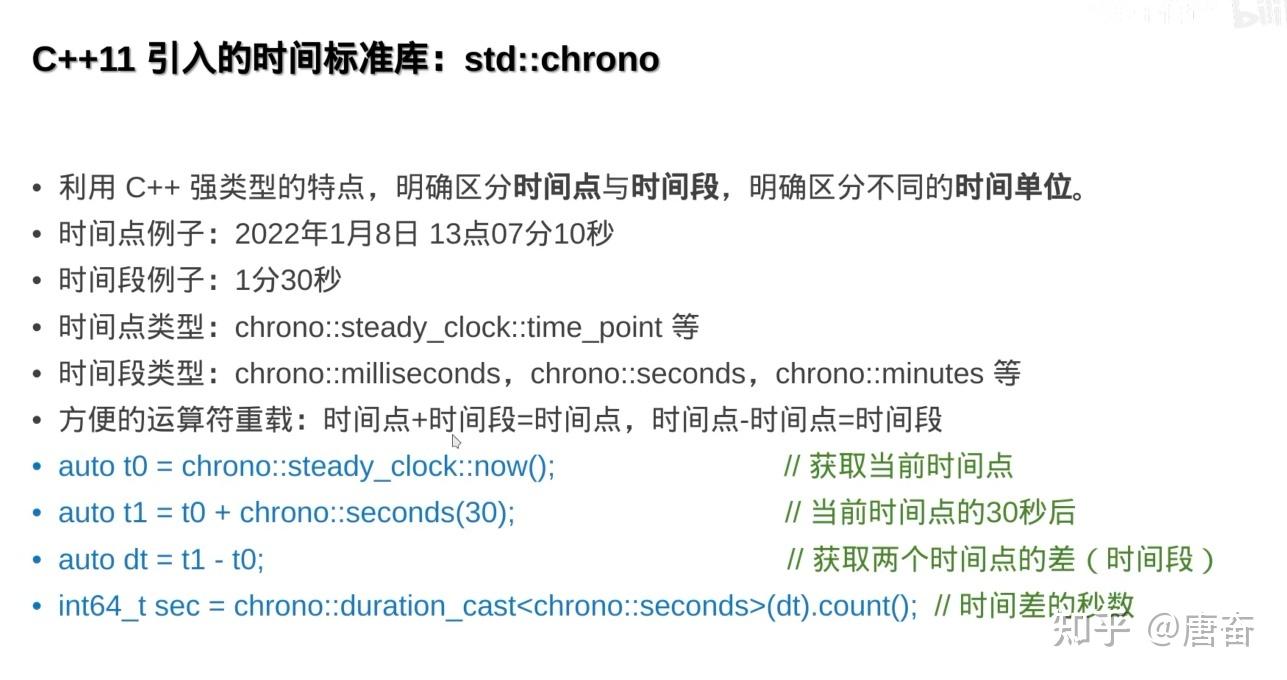 C++11 引入的时间标准库：std::chrono
• 利用 C++ 强类型的特点，明确区分时间点与时间段，明确区分不同的时间单位。
• 时间点例子：2022年1月8日 13点07分10秒
• 时间段例子：1分30秒
• 时间点类型：chrono::steady_clock::time_point 等
• 时间段类型：chrono::milliseconds，chrono::seconds，chrono::minutes 等
• 方便的运算符重载：时间点+时间段=时间点，时间点-时间点=时间段
• auto t0 = chrono::steady_clock::now(); // 获取当前时间点
• auto t1 = t0 + chrono::seconds(30); // 当前时间点的30秒后
• auto dt = t1 - t0; // 获取两个时间点的差（时间段）
• int64_t sec = chrono::duration_cast<chrono::seconds>(dt).count(); // 时间差的秒数
知乎 @唐奋